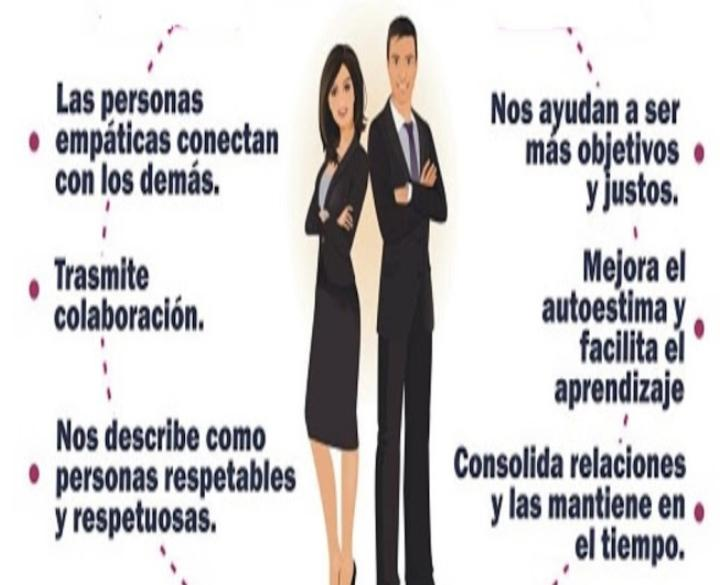 Las personas
empáticas conectan
con los demás.
Trasmite
colaboración.
Nos describe como
personas respetables
y respetuosas.
Nos ayudan a ser
más objetivos
y justos.
Mejora el
autoestima y
facilita el
aprendizaje
Consolida relaciones
y las mantiene en
el tiempo.